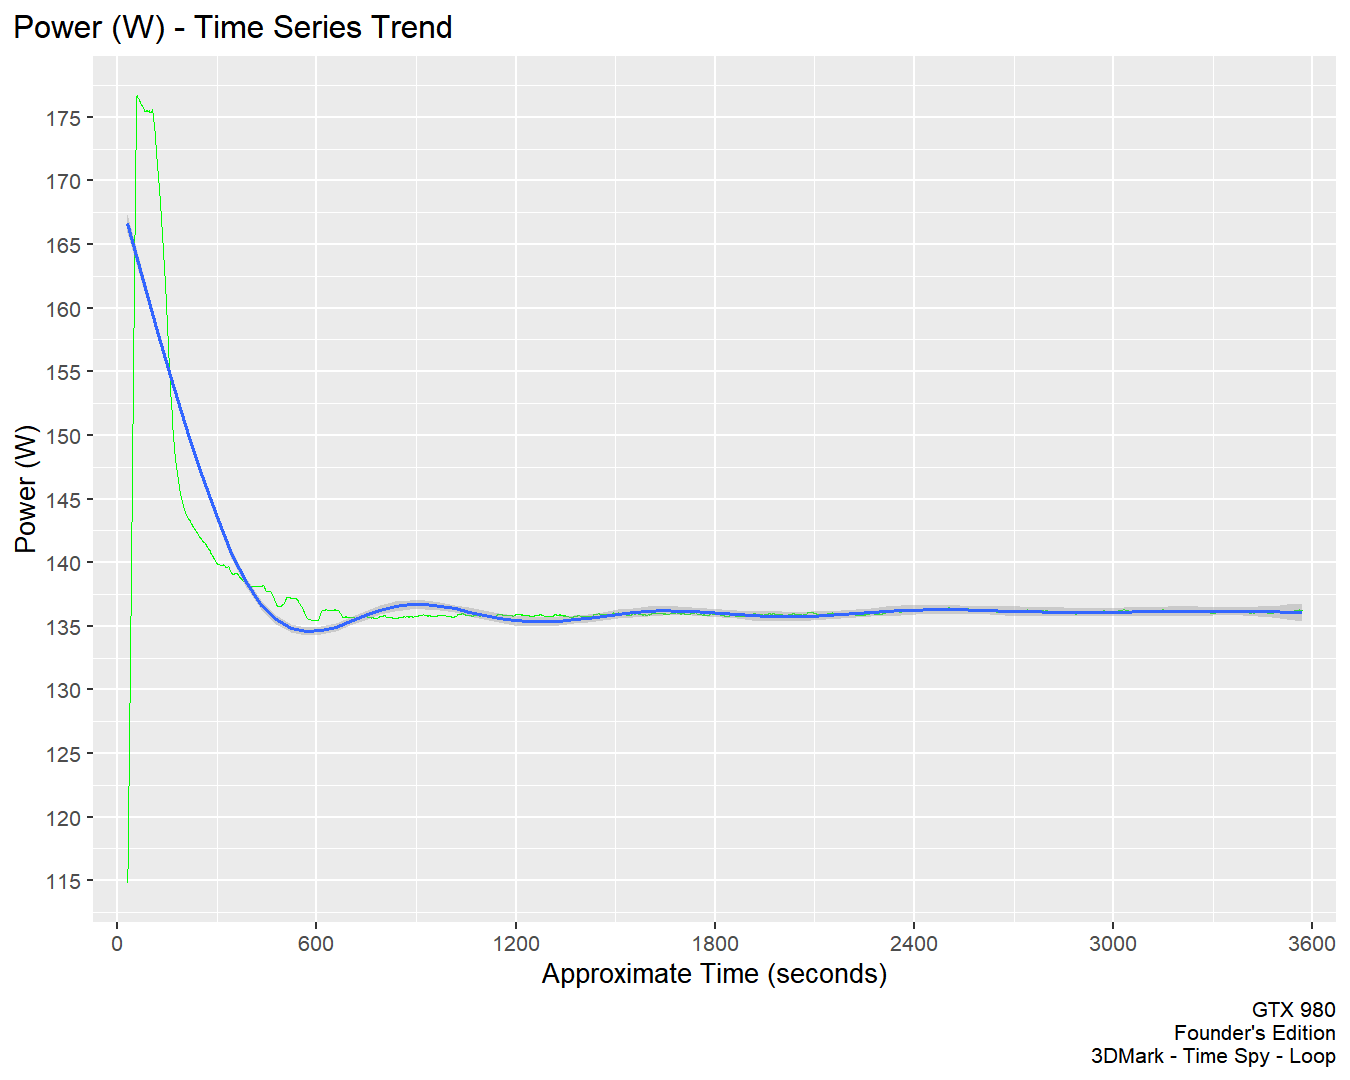 Power (W) - Time Series Trend
Power (W)
175
170
165
160
155
150
145
140
135
130
125
120
115
0 600 1200 1800 2400 3000 3600
Approximate Time (seconds)
GTX 980
Founder's Edition
3DMark - Time Spy - Loop